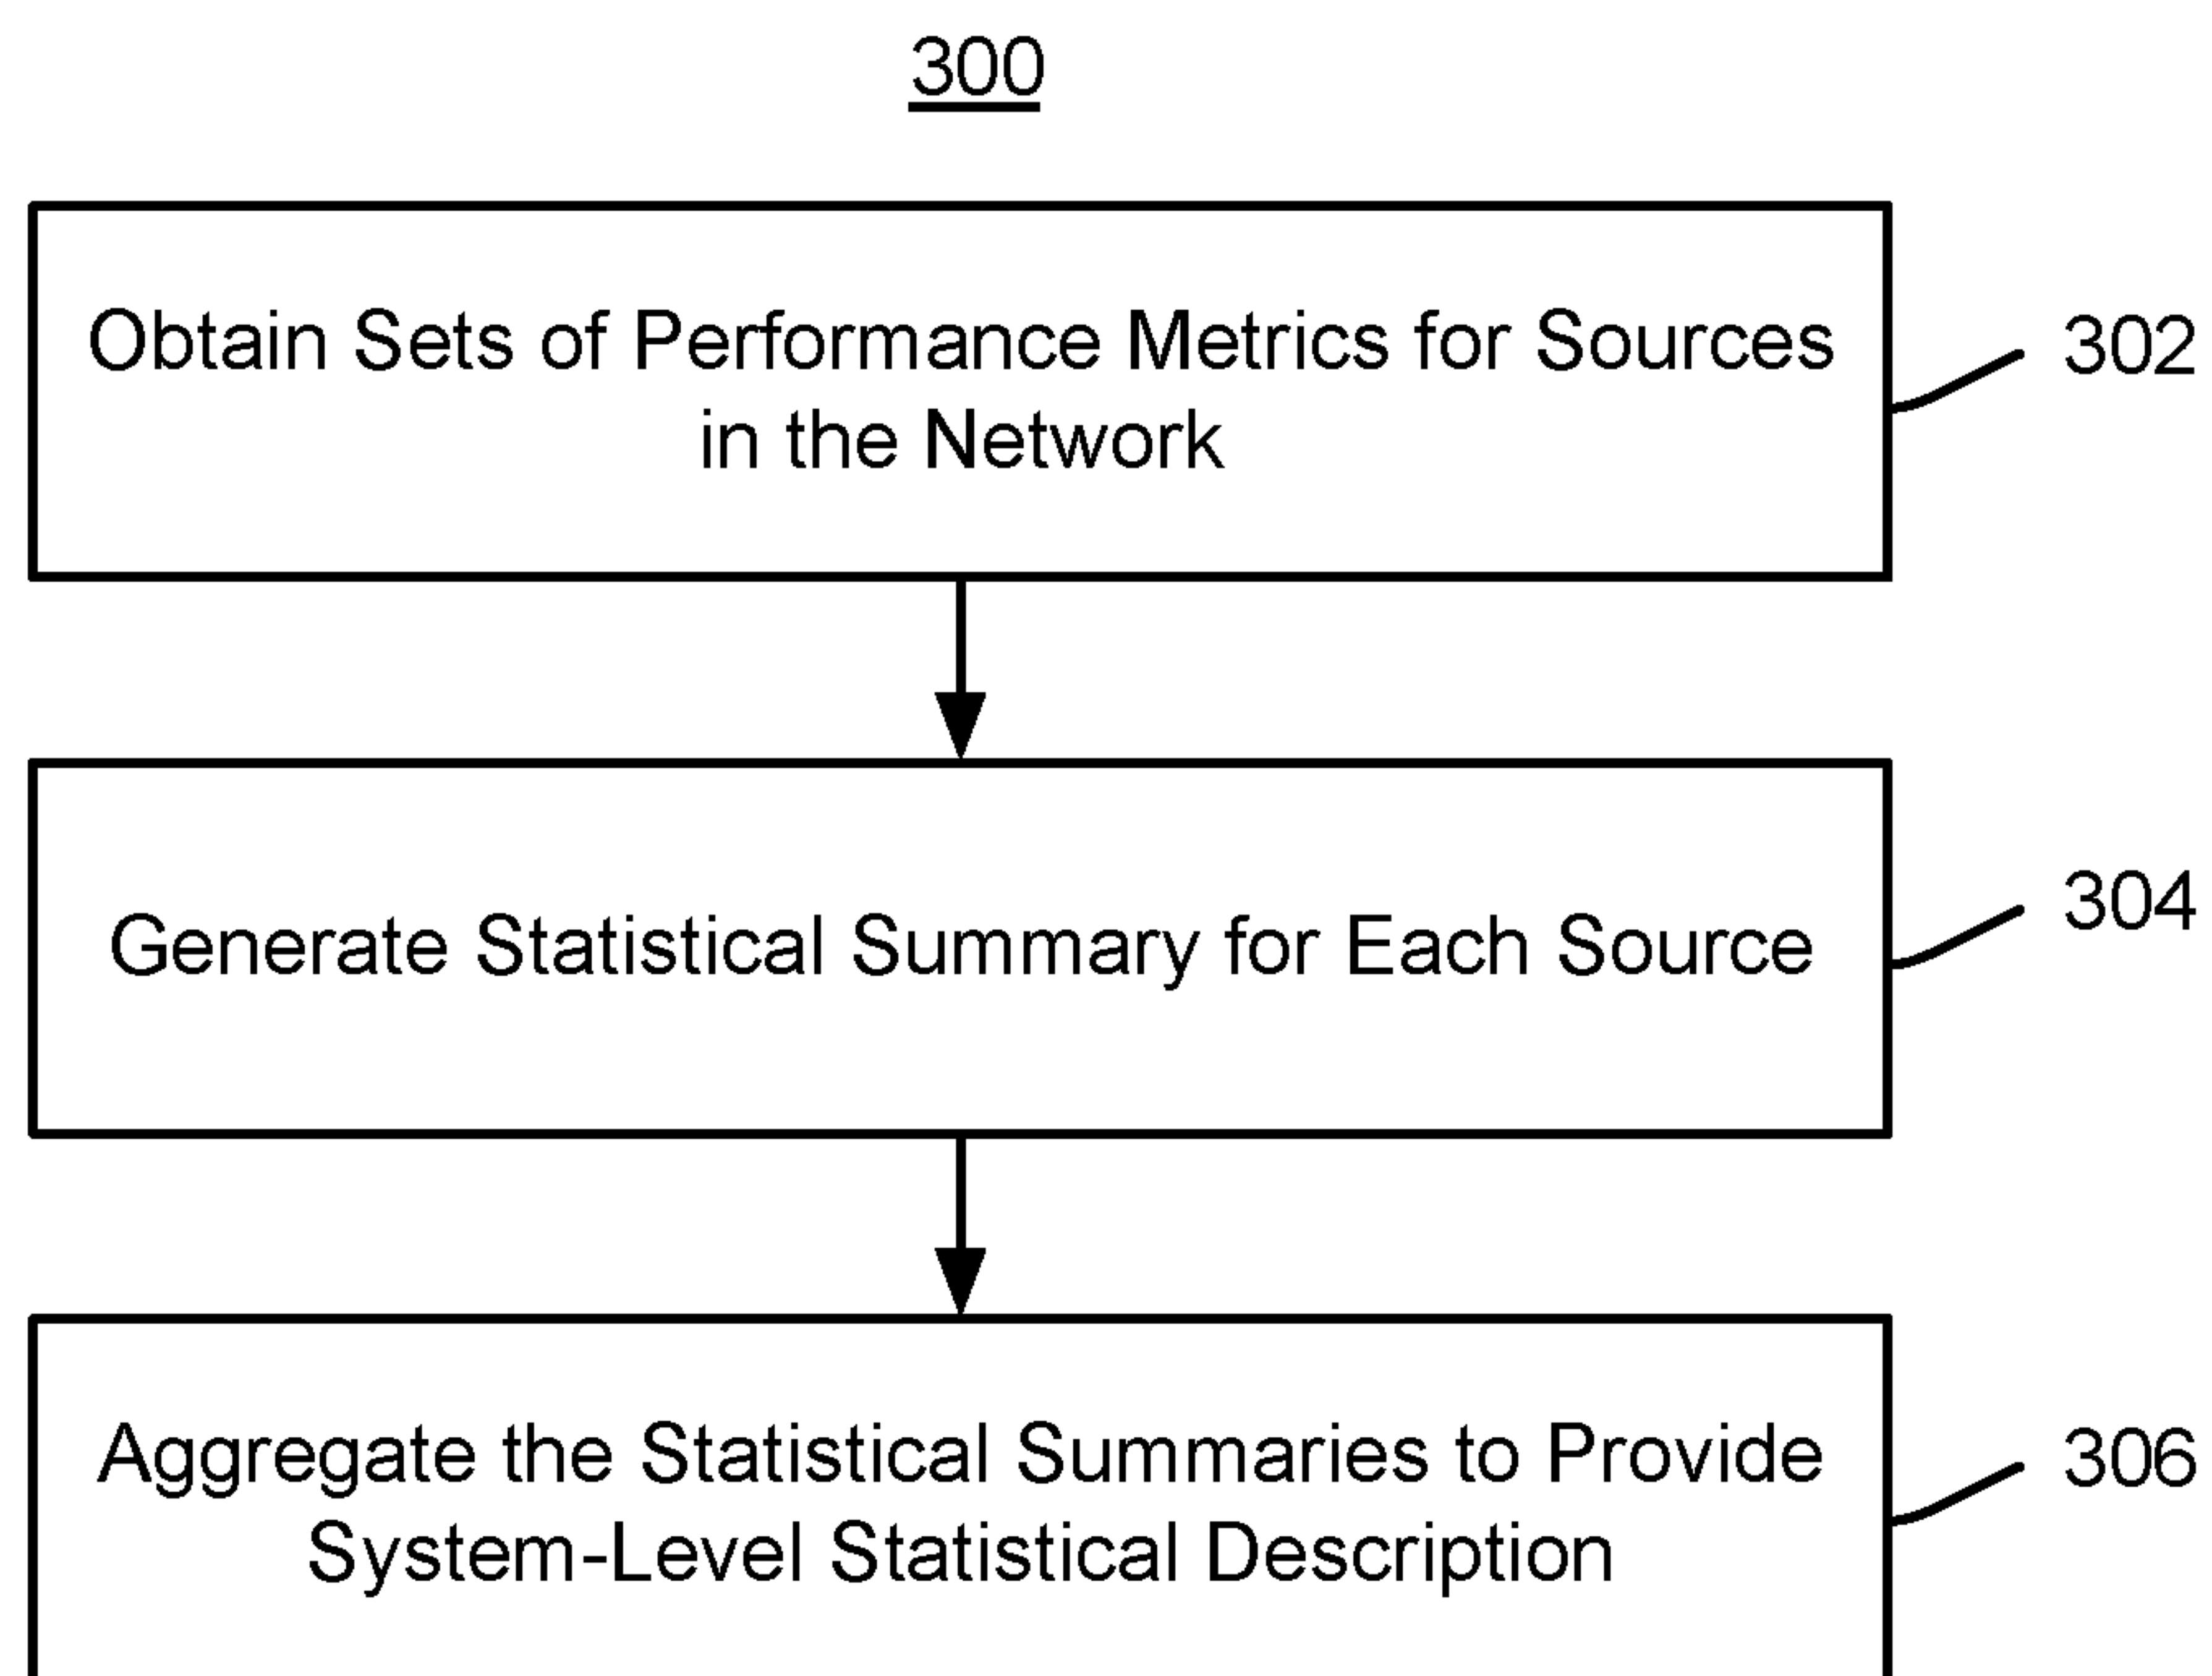 300
Obtain Sets of Performance Metrics for Sources
in the Network
302
Generate Statistical Summary for Each Source
304
Aggregate the Statistical Summaries to Provide
System-Level Statistical Description
306